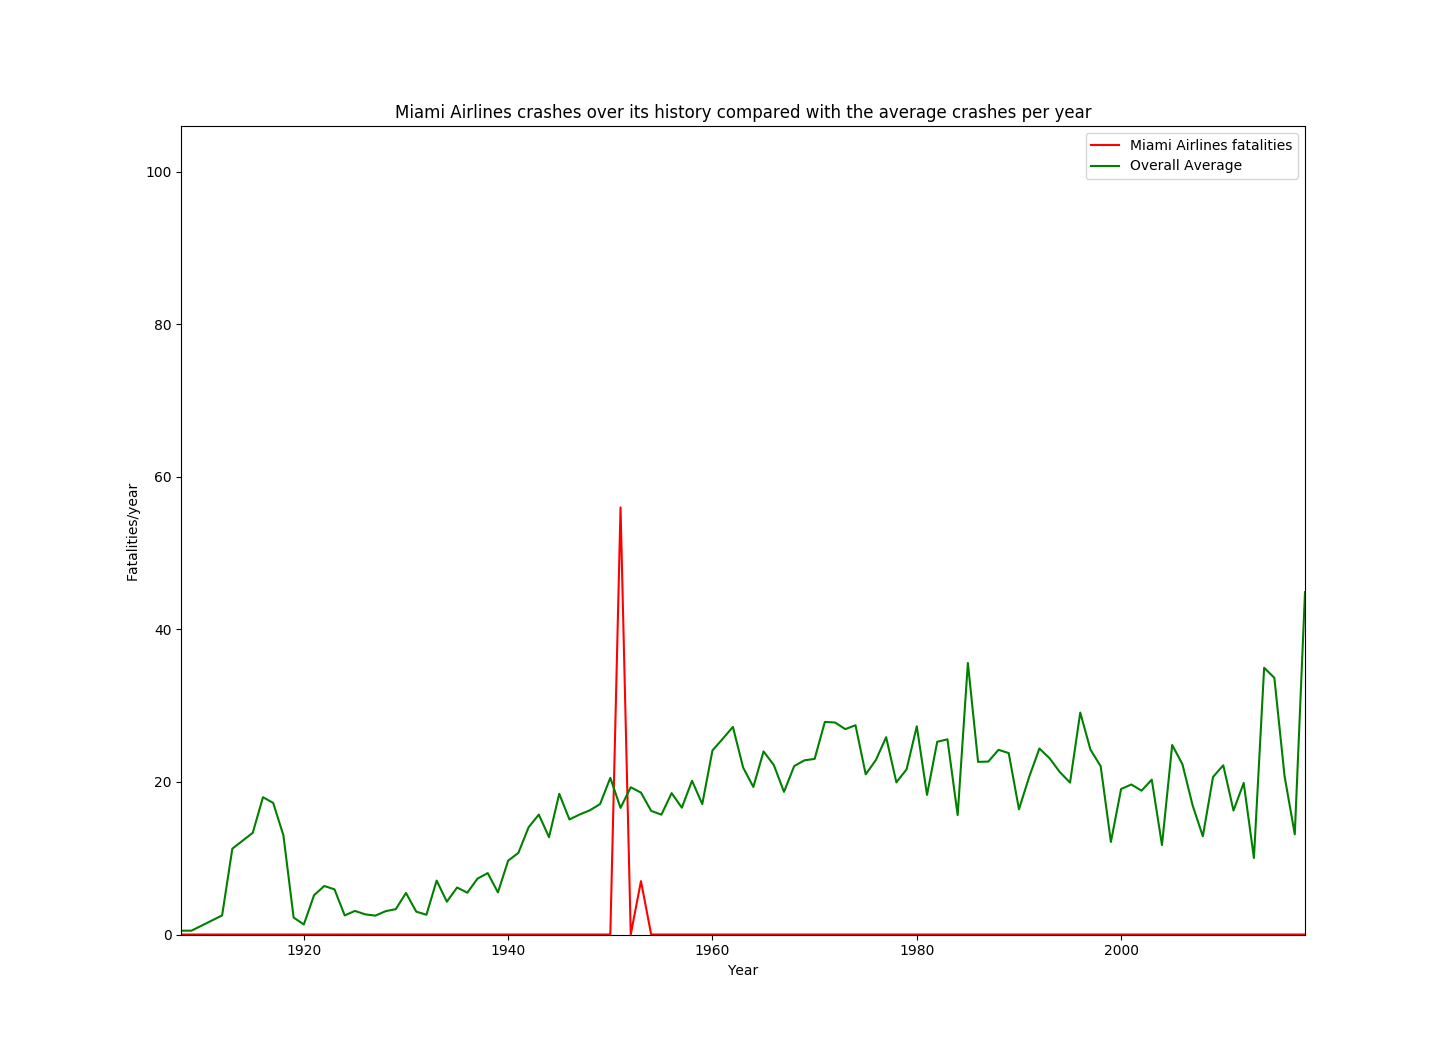 Miami Airlines crashes over its history compared with the average crashes per year
Miami Airlines fatalities
Overall Average
100
80
60
40
20
0
Fatalities/year
1920 1940 1960 1980 2000
Year